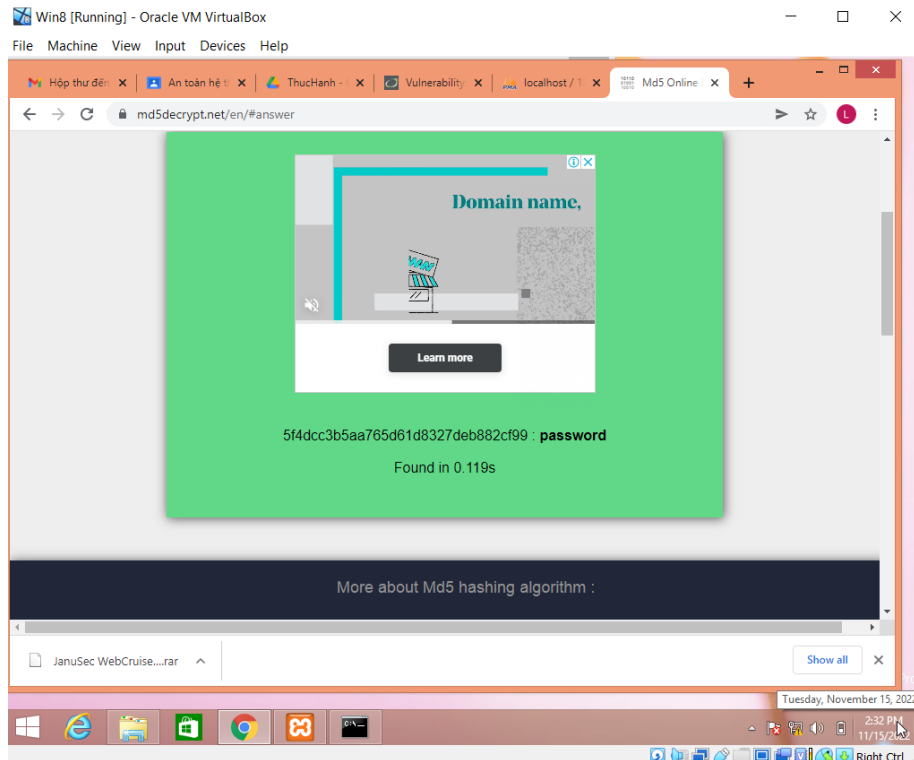 Win8 [Running] - Oracle VM VirtualBox
File Machine View Input Devices Help
Hộp thư đến An toàn hệ t ThucHanh - Vulnerability localhost / 1 Md5 Online
md5decrypt.net/en/#answer L
Domain name,
WAN
Learn more
5f4dcc3b5aa765d61d8327deb882cf99 : password
Found in 0.119s
More about Md5 hashing algorithm :
JanuSec WebCruise....rar Show all
Tuesday, November 15, 2022
2:32 PM
11/15/2022
Right Ctrl